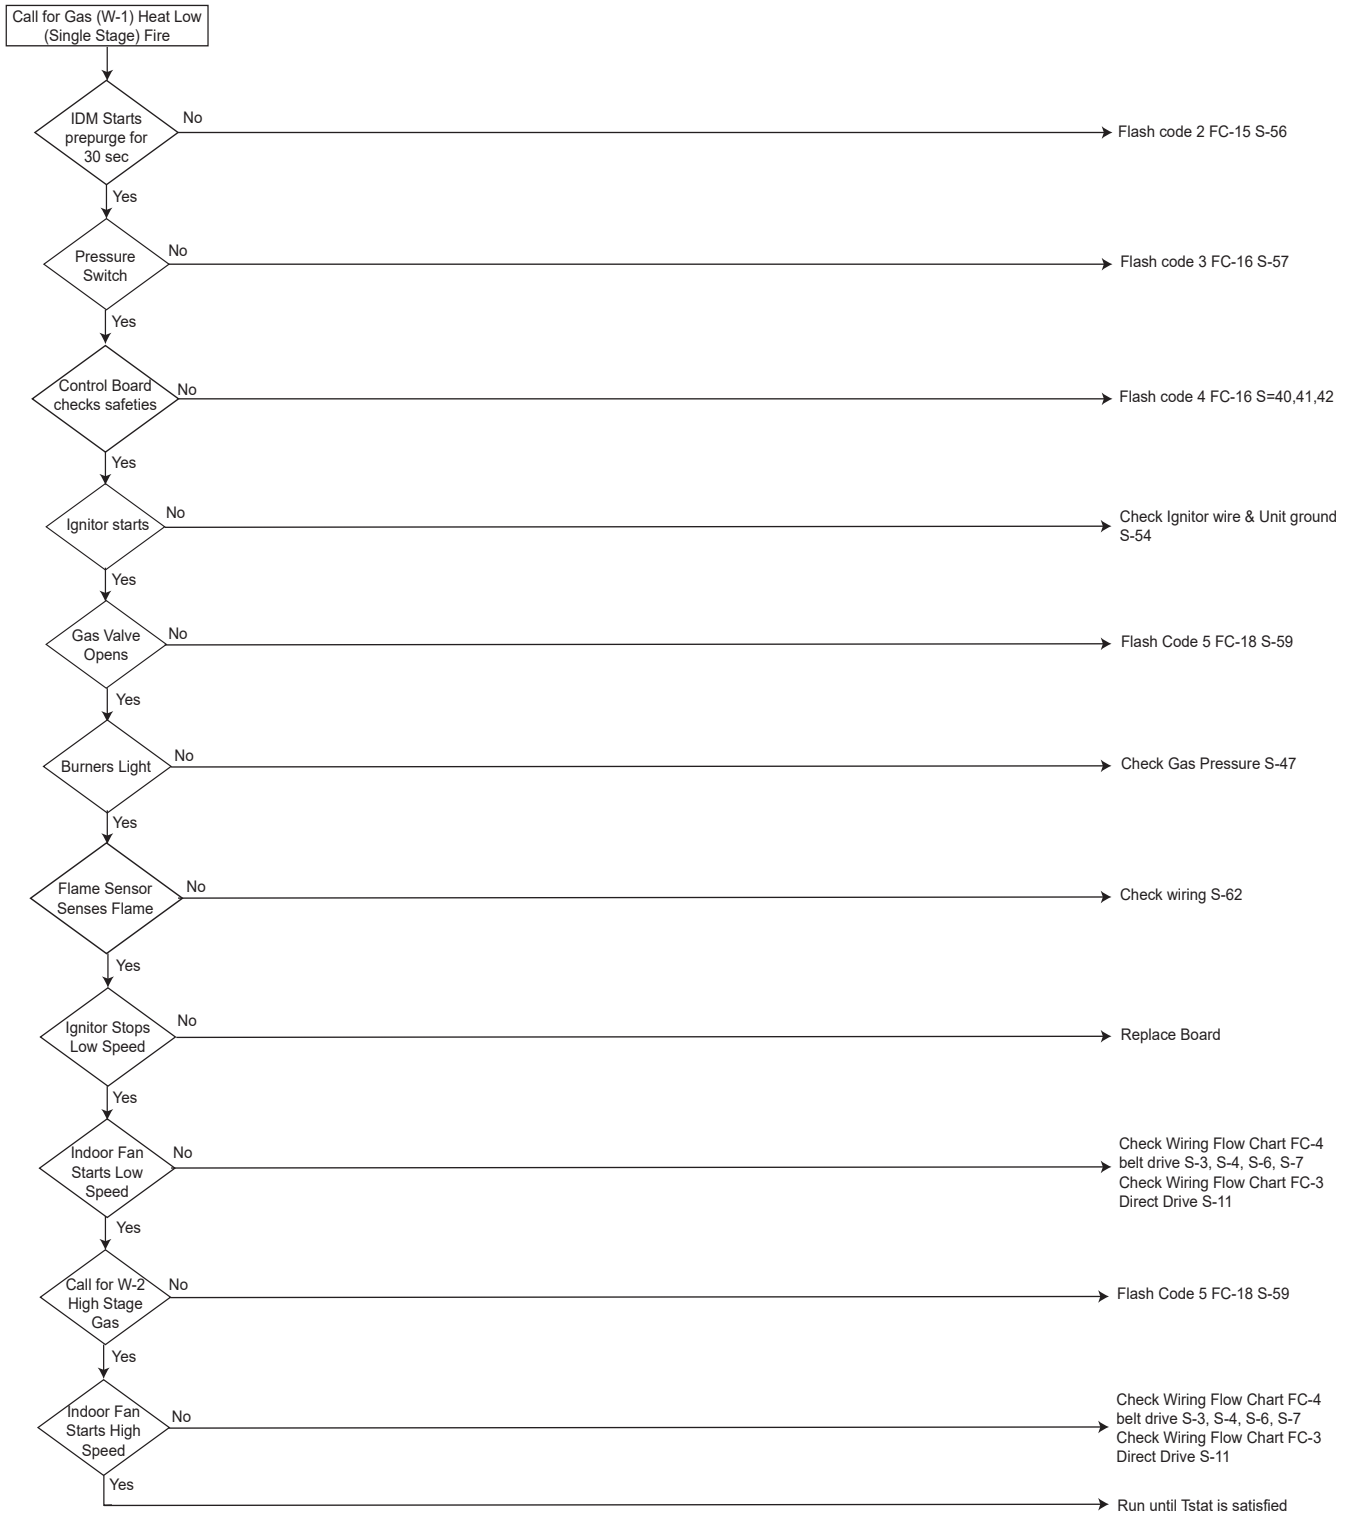 Call for Gas (W-1) Heat Low
(Single Stage) Fire
IDM Starts
prepurge for
30 sec
No
Flash code 2 FC-15 S-56
Yes
Pressure
Switch
No
Flash code 3 FC-16 S-57
Yes
Control Board
checks safeties
No
Flash code 4 FC-16 S=40,41,42
Yes
Ignitor starts
No
Check Ignitor wire & Unit ground
S-54
Yes
Gas Valve
Opens
No
Flash Code 5 FC-18 S-59
Yes
Burners Light
No
Check Gas Pressure S-47
Yes
Flame Sensor
Senses Flame
No
Check wiring S-62
Yes
Ignitor Stops
Low Speed
No
Replace Board
Yes
Indoor Fan
Starts Low
Speed
No
Check Wiring Flow Chart FC-4
belt drive S-3, S-4, S-6, S-7
Check Wiring Flow Chart FC-3
Direct Drive S-11
Yes
Call for W-2
High Stage
Gas
No
Flash Code 5 FC-18 S-59
Yes
Indoor Fan
Starts High
Speed
No
Check Wiring Flow Chart FC-4
belt drive S-3, S-4, S-6, S-7
Check Wiring Flow Chart FC-3
Direct Drive S-11
Yes
Run until Tstat is satisfied